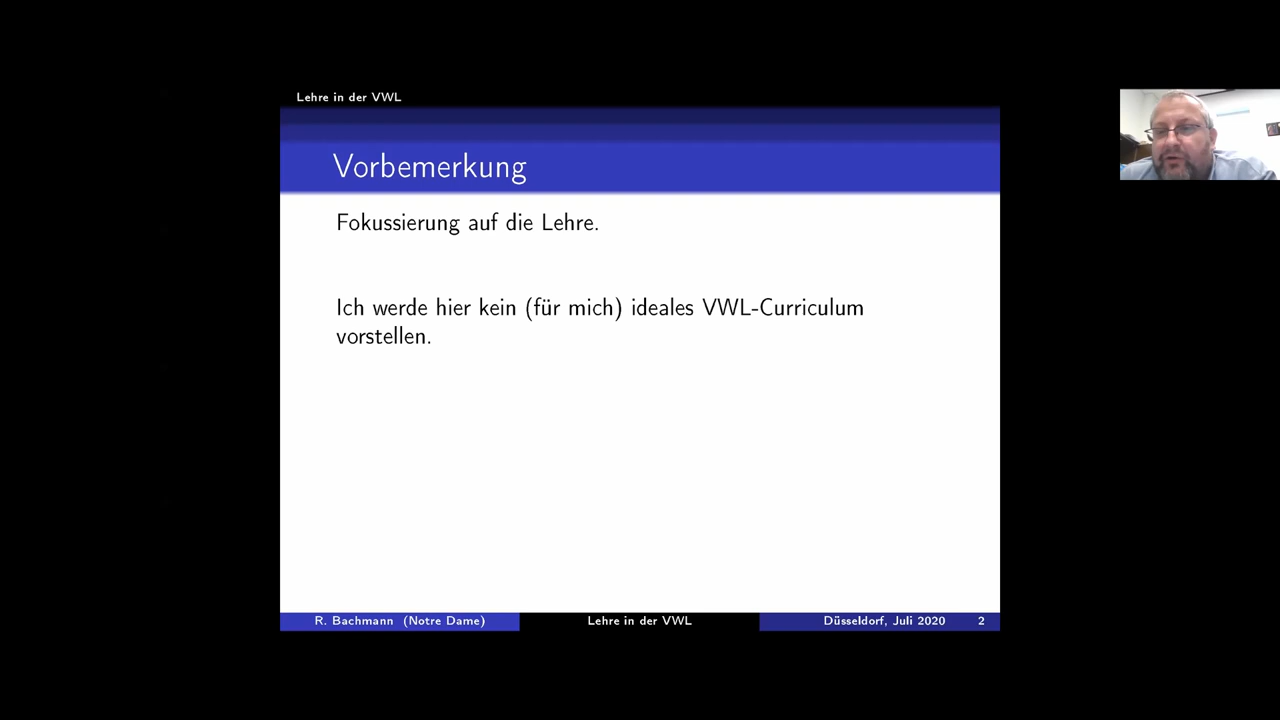 Lehre in der VWL
Vorbemerkung
Fokussierung auf die Lehre.
Ich werde hier kein (für mich) ideales VWL-Curriculum
vorstellen.
R. Bachmann (Notre Dame)
Lehre in der VWL
Düsseldorf, Juli 2020
2